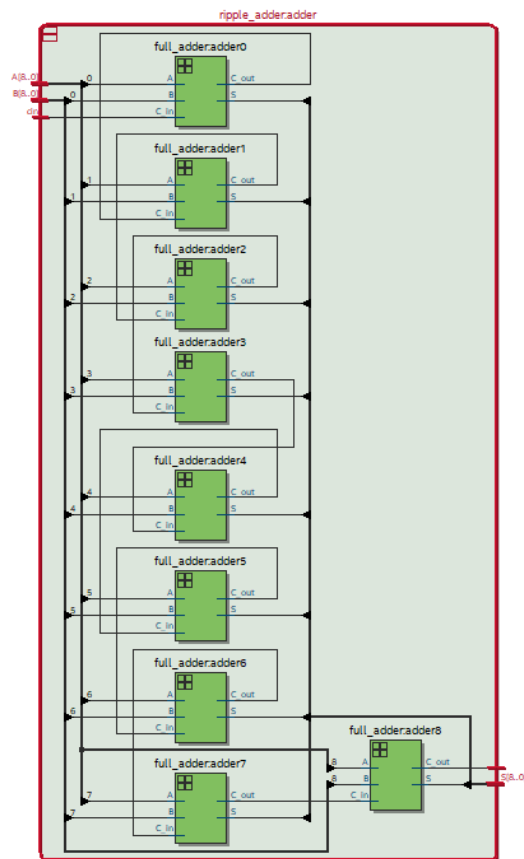 ripple_adder:adder
full_adder:adder0
A[8..0]
0
A
C_out
B[8..0]
0
B
S
cin
C_in
full_adder:adder1
1
A
C_out
1
B
S
C_in
full_adder:adder2
2
A
C_out
2
B
S
C_in
full_adder:adder3
3
A
C_out
3
B
S
C_in
full_adder:adder4
4
A
C_out
4
B
S
C_in
full_adder:adder5
5
A
C_out
5
B
S
C_in
full_adder:adder6
6
A
C_out
6
B
S
C_in
full_adder:adder8
8
A
C_out
8
B
S
C_in
S[8..0
full_adder:adder7
7
A
C_out
7
B
S
C_in